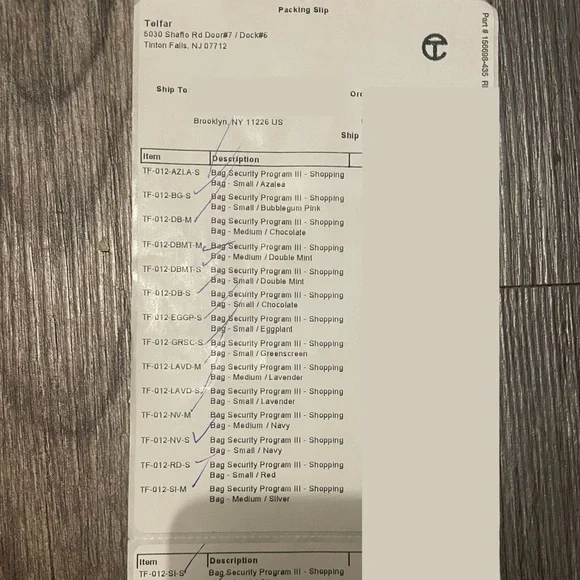 Packing Slip
Telfar
5030 Shafto Rd Door#7 / Dock#6
Tinton Falls, NJ 07712
Part # 156698-435 RI
Ship To
Orc
Brooklyn, NY 11226 US
Ship
Item Description
TF-012-AZLA-S Bag Security Program III - Shopping
Bag - Small / Azalea
TF-012-BG-S Bag Security Program III - Shopping
Bag - Small / Bubblegum Pink
TF-012-DB-M Bag Security Program III - Shopping
Bag - Medium / Chocolate
TF-012-DBMT-M Bag Security Program III - Shopping
Bag - Medium / Double Mint
TF-012-DBMT-S Bag Security Program III - Shopping
Bag - Small / Double Mint
TF-012-DB-S Bag Security Program III - Shopping
Bag - Small / Chocolate
TF-012-EGGP-S Bag Security Program III - Shopping
Bag - Small / Eggplant
TF-012-GRSC-S Bag Security Program III - Shopping
Bag - Small / Greenscreen
TF-012-LAVD-M Bag Security Program III - Shopping
Bag - Medium / Lavender
TF-012-LAVD-S Bag Security Program III - Shopping
Bag - Small / Lavender
TF-012-NV-M Bag Security Program III - Shopping
Bag - Medium / Navy
TF-012-NV-S Bag Security Program III - Shopping
Bag - Small / Navy
TF-012-RD-S Bag Security Program III - Shopping
Bag - Small / Red
TF-012-SI-M Bag Security Program III - Shopping
Bag - Medium / Silver
Item Description
TF-012-SI-S Bag Security Program III - Shopping